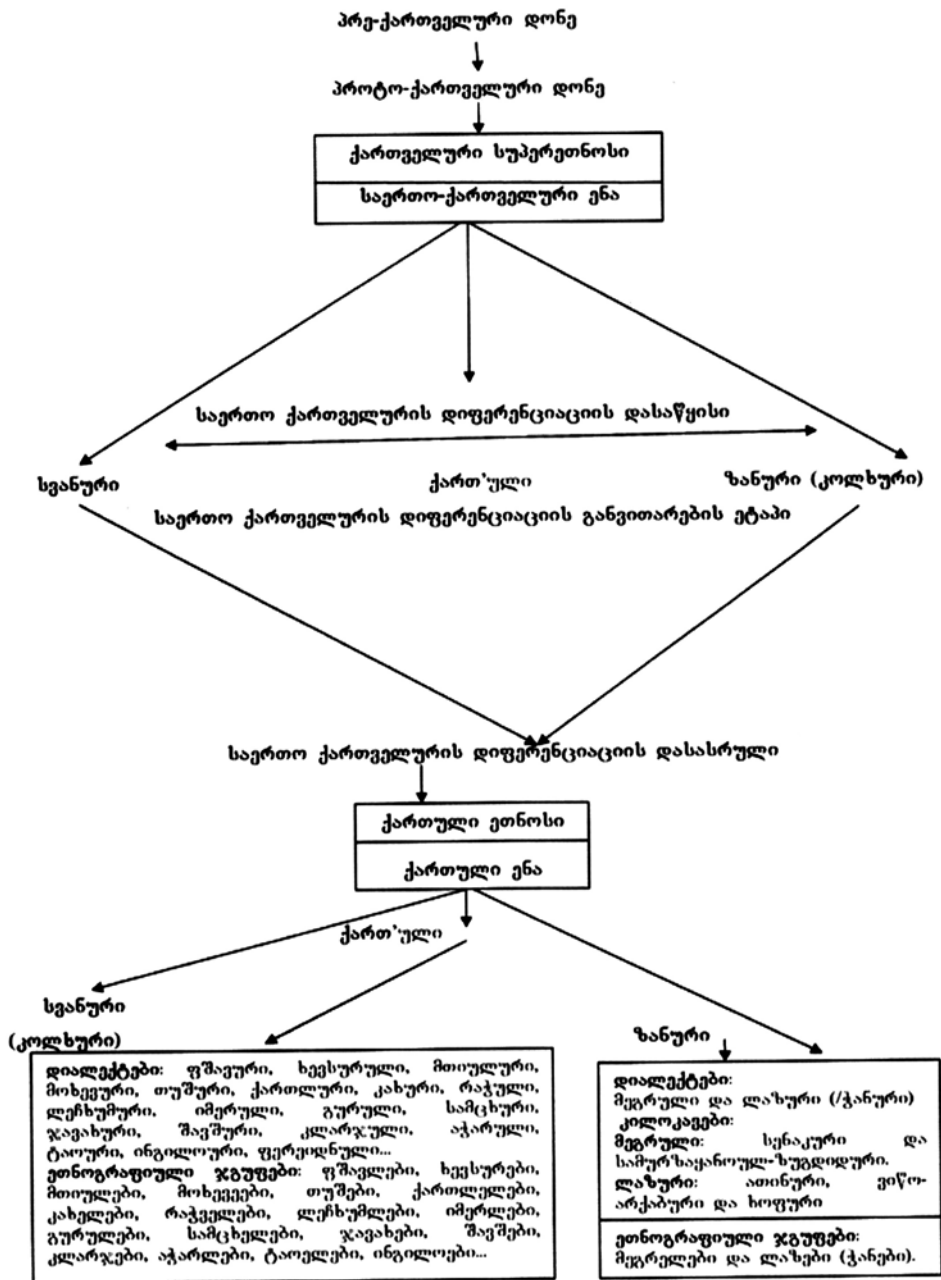 პრე-ქართველური დონე
პროტო-ქართველური დონე
ქართველური სუპერეთნოსი
საერთო-ქართველური ენა
საერთო ქართველურის დიფერენციაციის დასაწყისი
სვანური ქართ'ული ზანური (კოლხური)
საერთო ქართველურის დიფერენციაციის განვითარების ეტაპი
საერთო ქართველურის დიფერენციაციის დასასრული
ქართული ეთნოსი
ქართული ენა
ქართ'ული
სვანური
(კოლხური)
ზანური
დიალექტები: ფშავური, ხევსურული, მთიულური,
მოხევური, თუშური, ქართლური, კახური, რაჭული,
ლეჩხუმური, იმერული, გურული, სამცხური,
ჯავახური, შავშური, კლარჯული, აჭარული,
ტაოური, ინგილოური, ფერეიდნული...
ეთნოგრაფიული ჯგუფები: ფშავლები, ხევსურები,
მთიულები, მოხევეები, თუშები, ქართლელები,
კახელები, რაჭველები, ლეჩხუმლები, იმერლები,
გურულები, სამცხელები, ჯავახები, შავშები,
კლარჯები, აჭარლები, ტაოელები, ინგილოები...
დიალექტები:
მეგრული და ლაზური (/ჭანური)
კილოკავები:
მეგრული: სენაკური და
სამურზაყანოულ-ზუგდიდური.
ლაზური: ათინური, ვიწო-
არქაბური და ხოფური
ეთნოგრაფიული ჯგუფები:
მეგრელები და ლაზები (ჭანები).